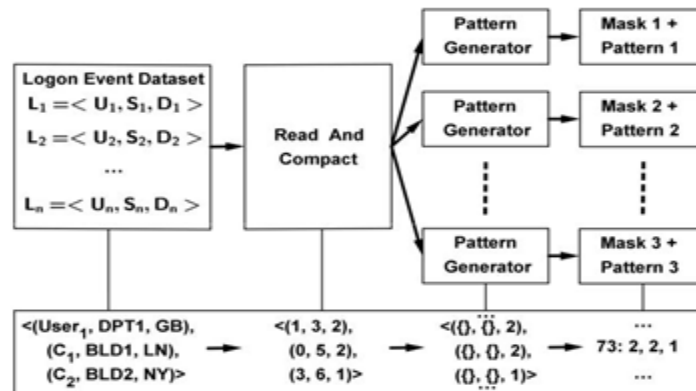 Logon Event Dataset
L₁ =< U₁, S₁, D₁ >
L₂ =< U₂, S₂, D₂ >
...
Lₙ =< Uₙ, Sₙ, Dₙ >
Read And
Compact
Pattern
Generator
Mask 1 +
Pattern 1
Pattern
Generator
Mask 2 +
Pattern 2
Pattern
Generator
Mask 3 +
Pattern 3
<(User₁, DPT1, GB),
(C₁, BLD1, LN),
(C₂, BLD2, NY)>
<(1, 3, 2),
(0, 5, 2),
(3, 6, 1)>
...
<({}, {}, 2),
({}, {}, 2),
({}, {}, 1)>
...
...
73: 2, 2, 1
...